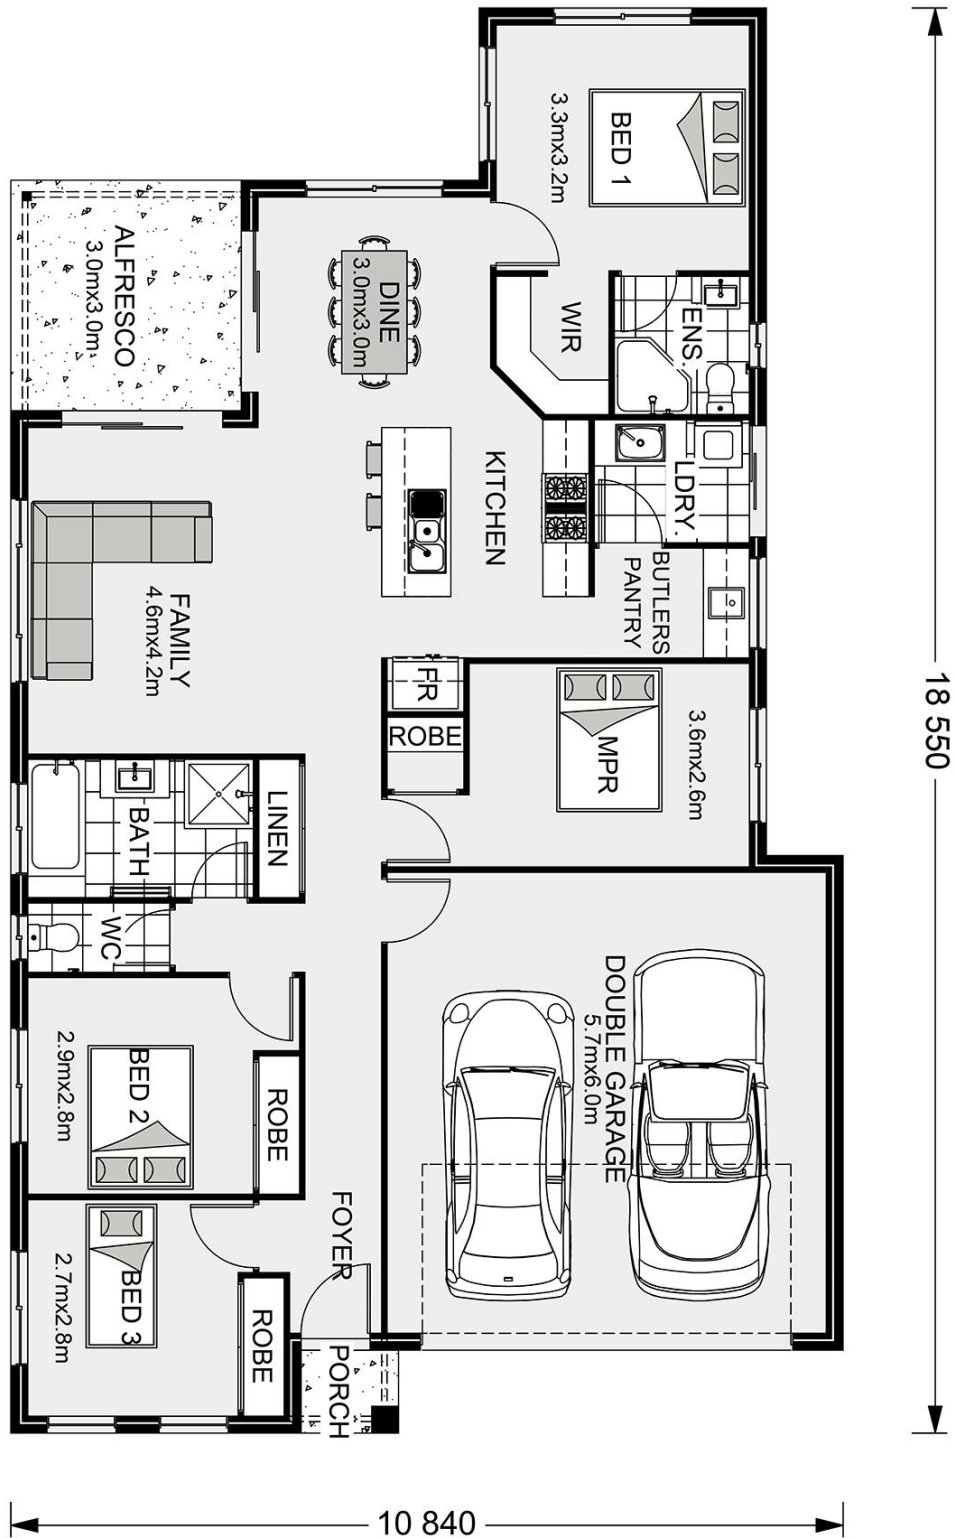 BED 1
3.3mx3.2m
ALFRESCO
3.0mx3.0m
DINE
3.0mx3.0m
WIR
ENS.
KITCHEN
LDRY.
BUTLERS
PANTRY
FAMILY
4.6mx4.2m
FR
ROBE
MPR
3.6mx2.6m
18 550
LINEN
BATH
WC
DOUBLE GARAGE
5.7mx6.0m
BED 2
2.9mx2.8m
ROBE
FOYER
BED 3
2.7mx2.8m
ROBE
PORCH
10 840